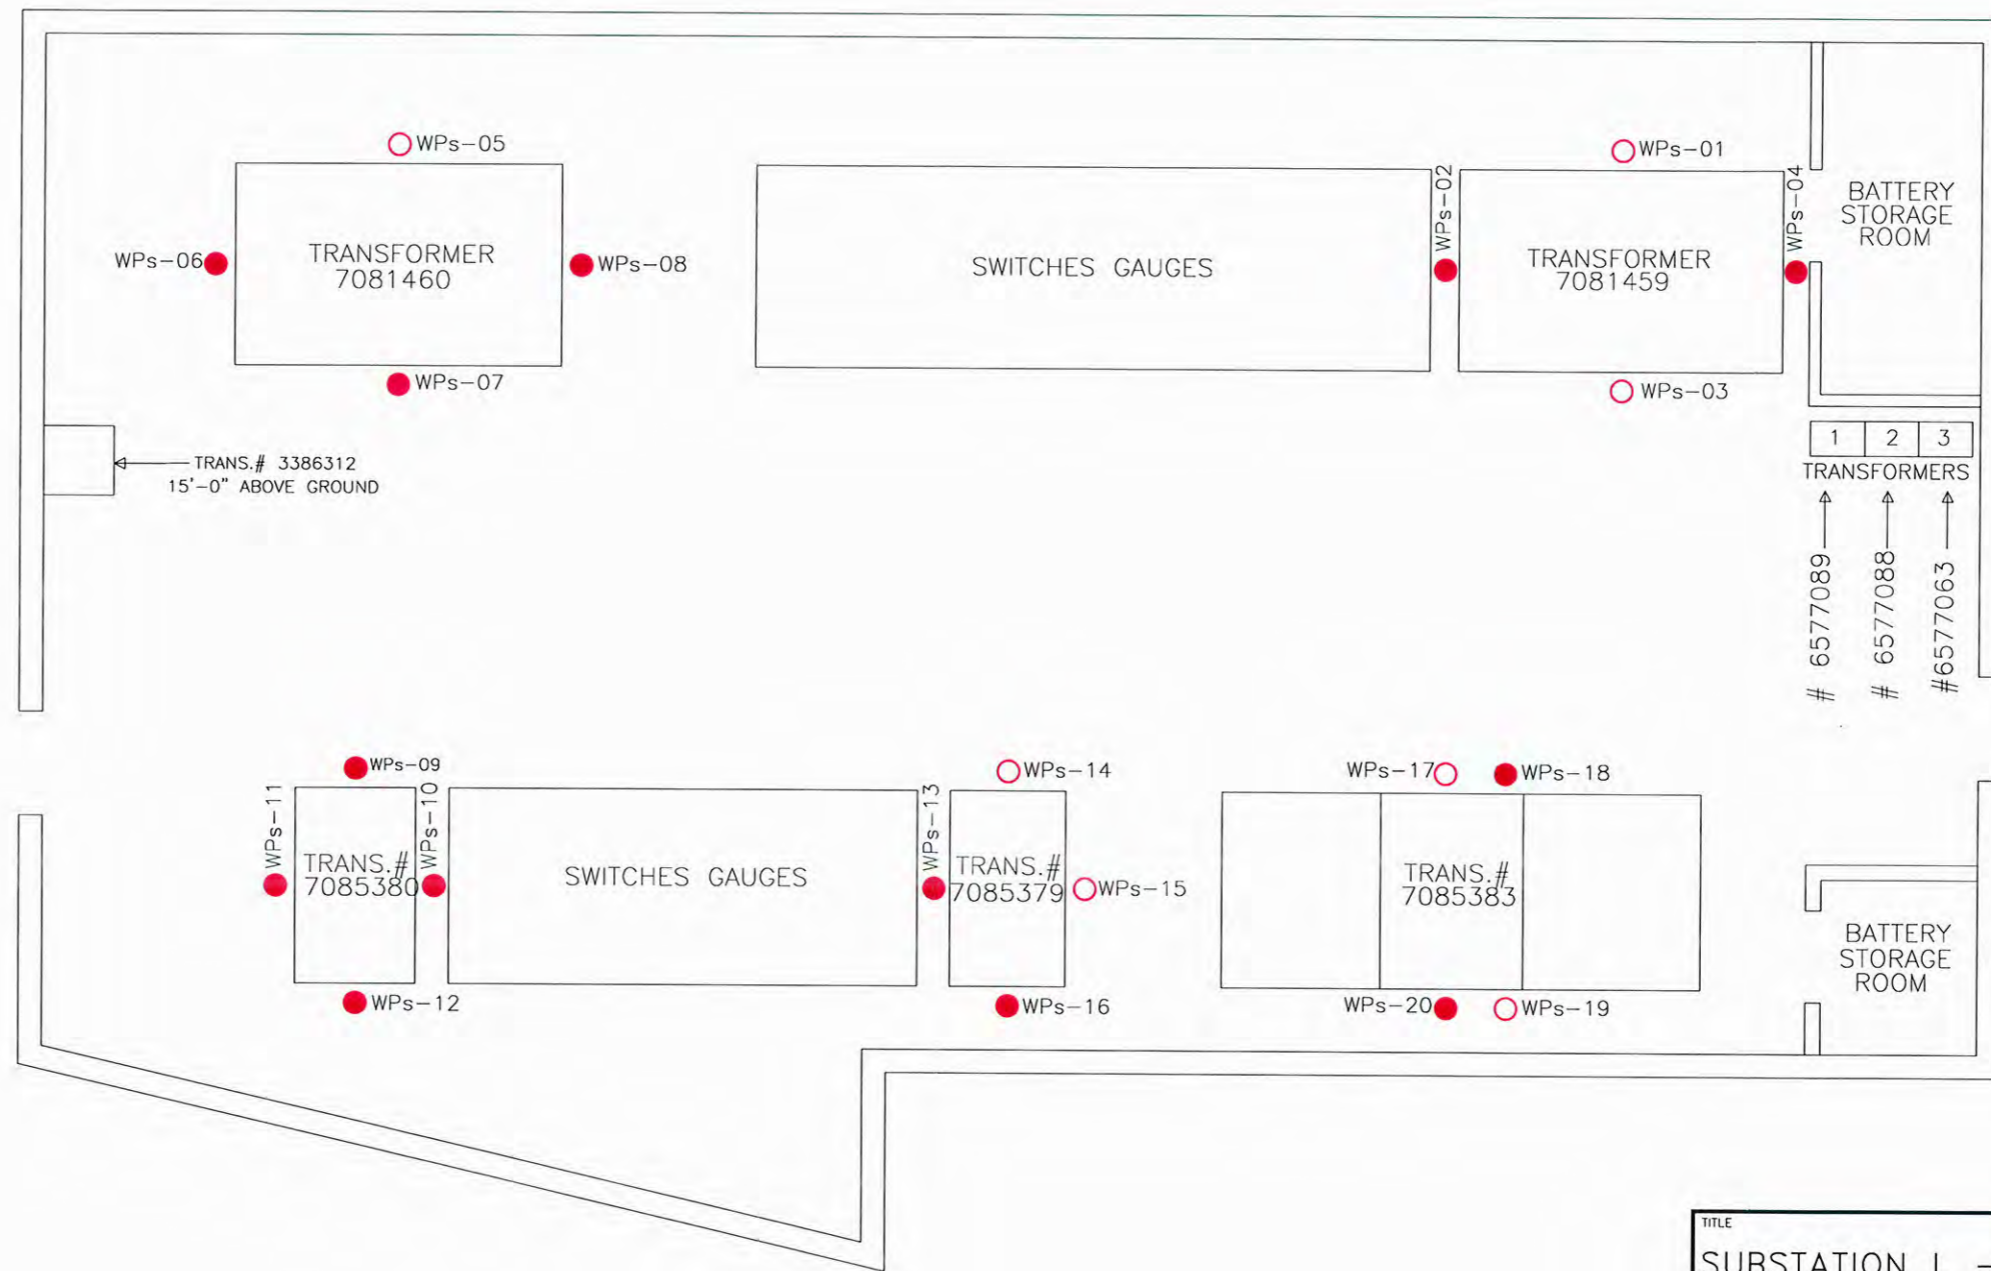 WPs-05
WPs-01
WPs-02
WPs-04
BATTERY
STORAGE
ROOM
WPs-06
TRANSFORMER
7081460
WPs-08
SWITCHES GAUGES
TRANSFORMER
7081459
WPs-07
WPs-03
TRANS.# 3386312
15'-0" ABOVE GROUND
1 2 3
TRANSFORMERS
# 6577089
# 6577088
#6577063
WPs-09
WPs-14
WPs-17
WPs-18
WPs-11
WPs-10
WPs-13
TRANS.#
7085380
SWITCHES GAUGES
TRANS.#
7085379
WPs-15
TRANS.#
7085383
BATTERY
STORAGE
ROOM
WPs-12
WPs-16
WPs-20
WPs-19
TITLE
SUBSTATION L -